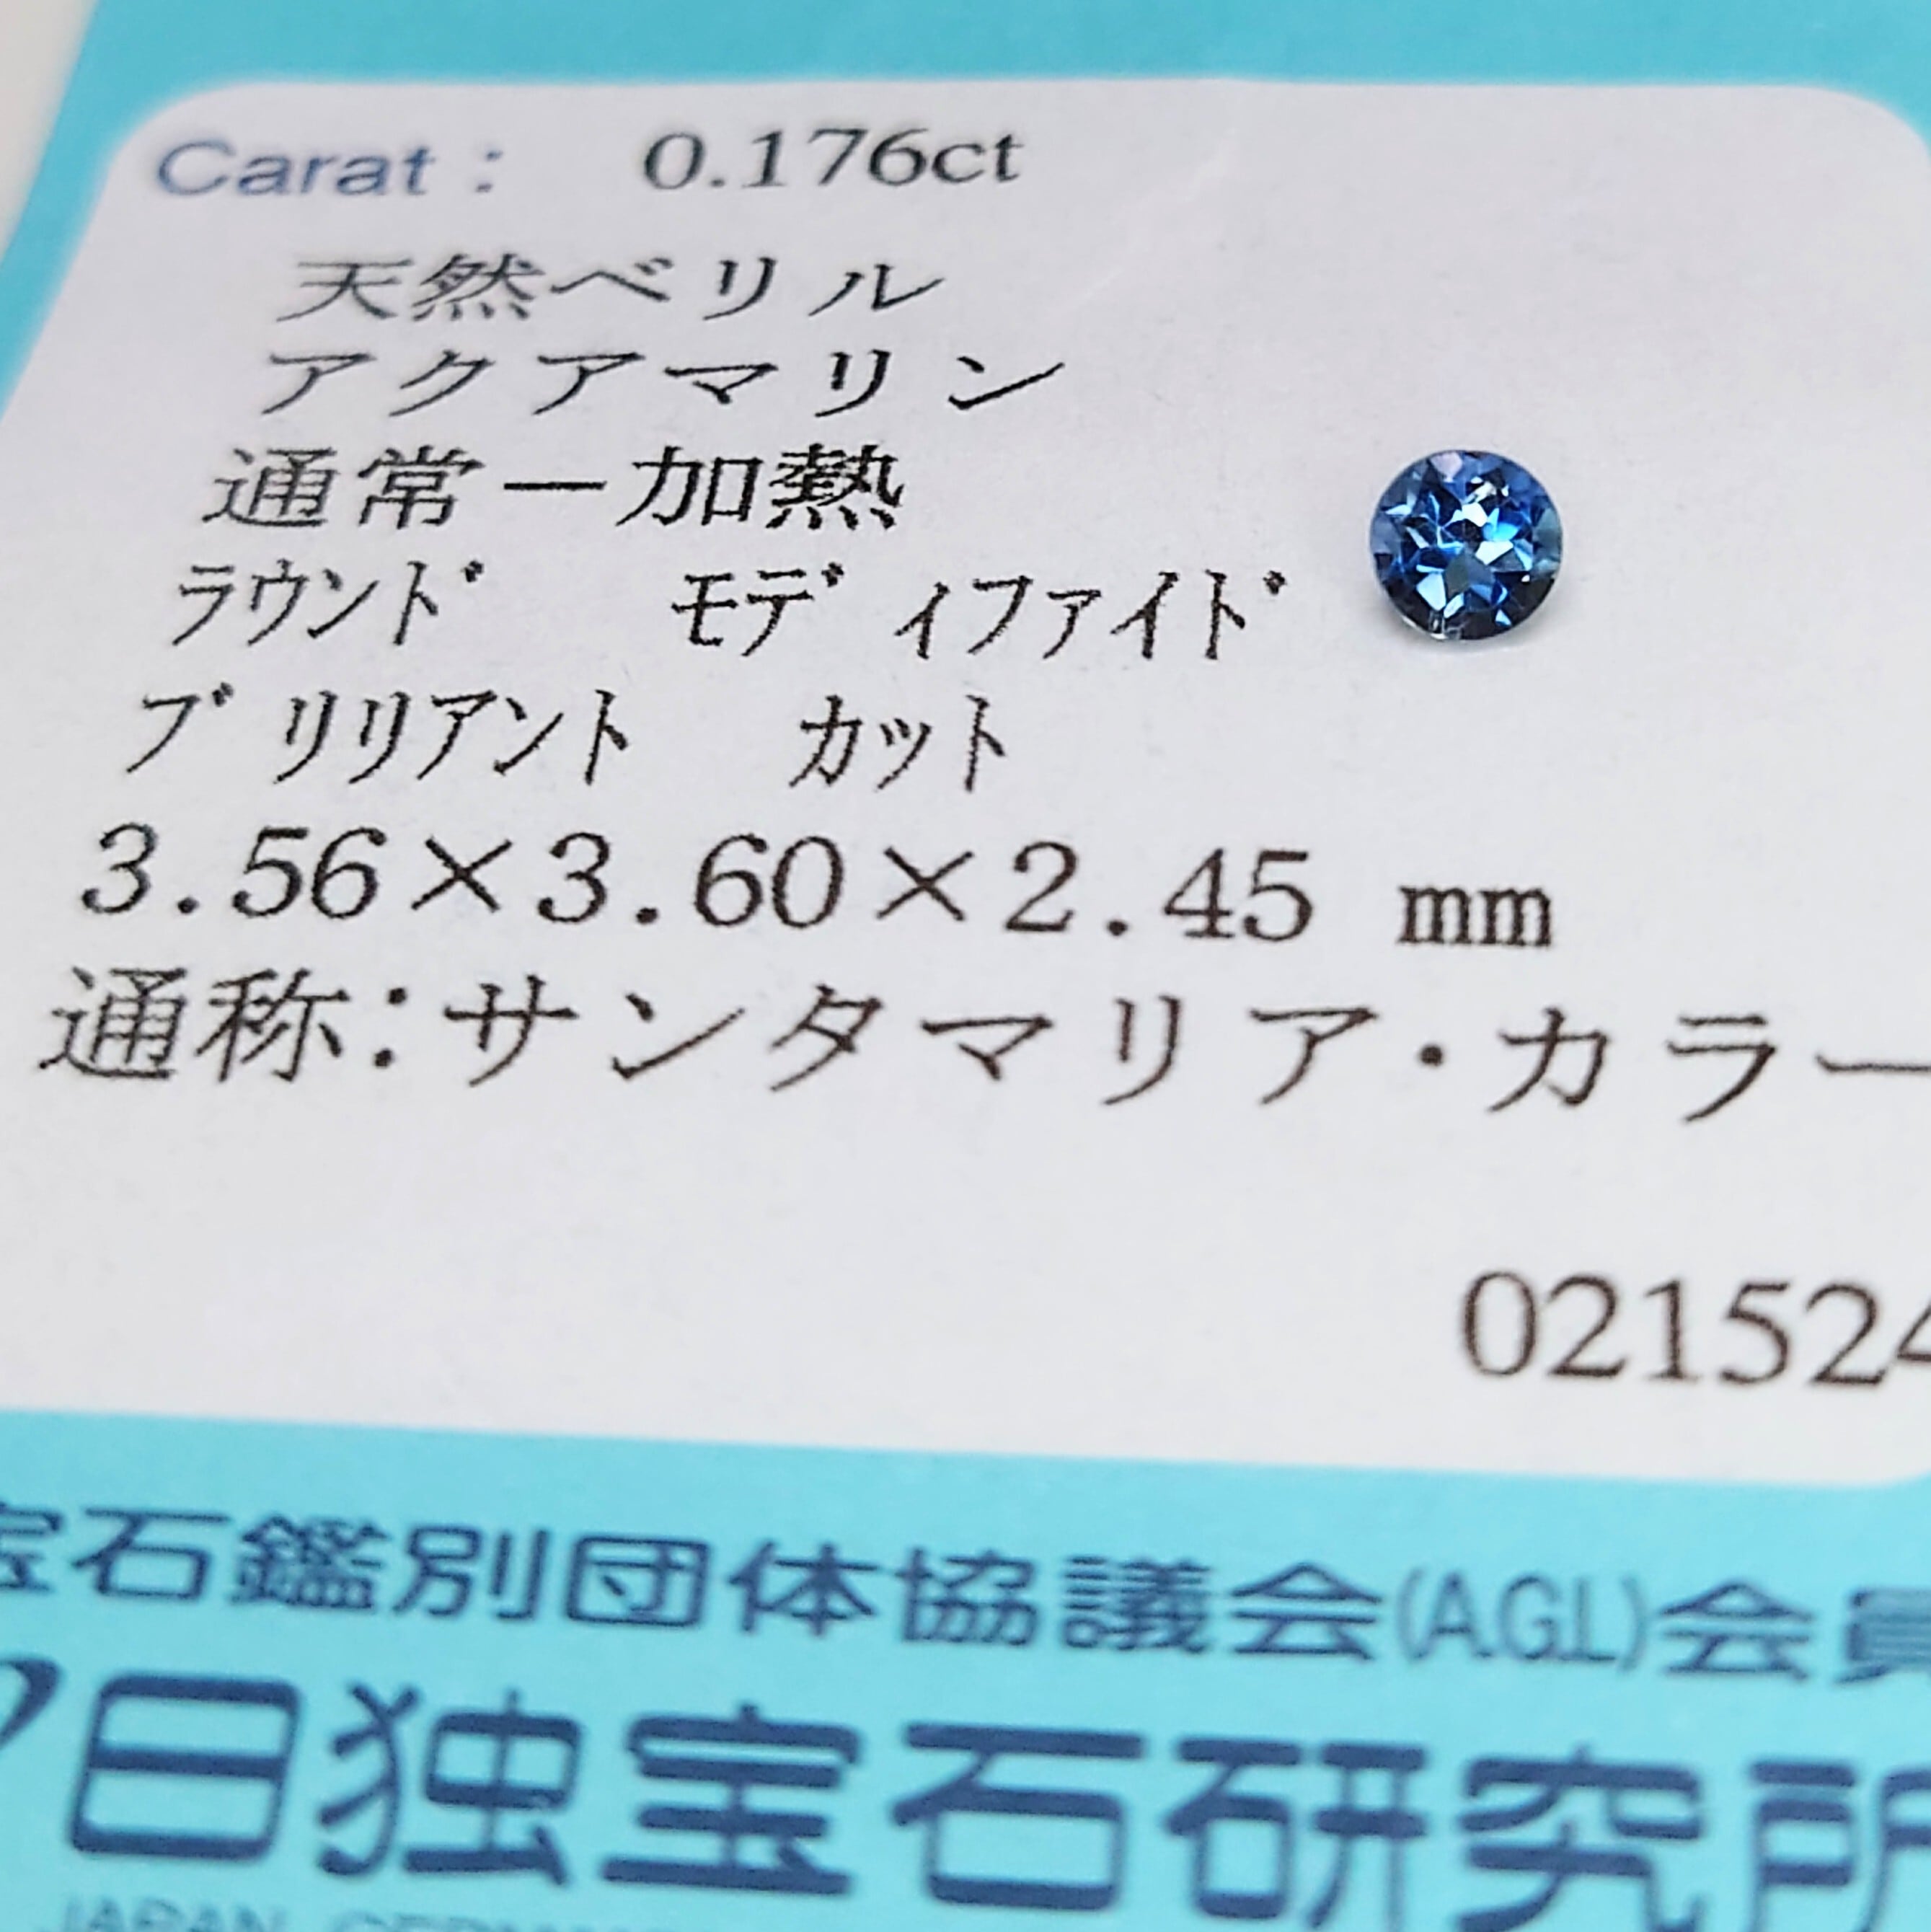 Carat : 0.176ct
天然ベリル
アクアマリン
通常－加熱
ラウンド モディファイド
ブリリアント カット
3.56×3.60×2.45 mm
通称:サンタマリア・カラー
02152
宝石鑑別団体協議会(A.G.L)会員
日独宝石研究所
JAPAN